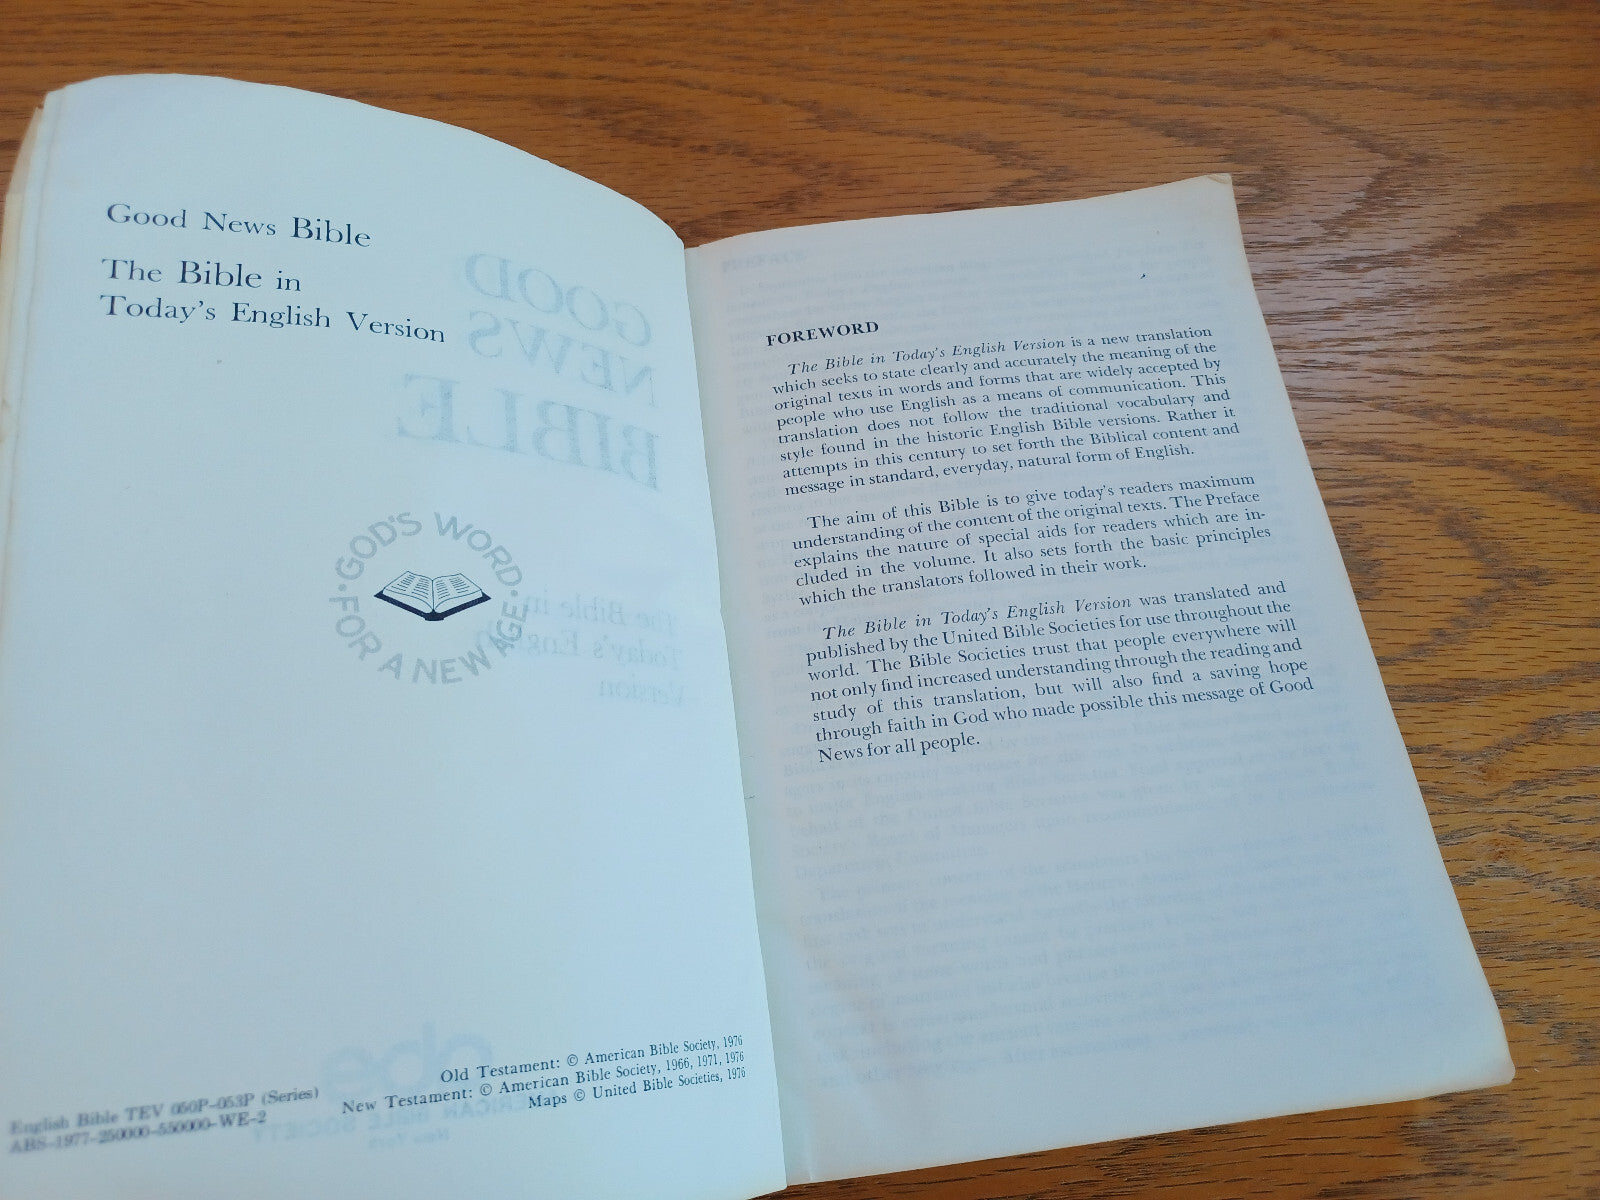 Good News Bible
The Bible in
Today's English Version
GOD'S WORD
FOR A NEW AGE
Old Testament: © American Bible Society, 1976
New Testament: © American Bible Society, 1966, 1971, 1976
Maps © United Bible Societies, 1976
English Bible TEV 050P–053P (Series)
ABS–1977–250000–550000–WE–2
FOREWORD
The Bible in Today's English Version is a new translation
which seeks to state clearly and accurately the meaning of the
original texts in words and forms that are widely accepted by
people who use English as a means of communication. This
translation does not follow the traditional vocabulary and
style found in the historic English Bible versions. Rather it
attempts in this century to set forth the Biblical content and
message in standard, everyday, natural form of English.
The aim of this Bible is to give today's readers maximum
understanding of the content of the original texts. The Preface
explains the nature of special aids for readers which are in-
cluded in the volume. It also sets forth the basic principles
which the translators followed in their work.
The Bible in Today's English Version was translated and
published by the United Bible Societies for use throughout the
world. The Bible Societies trust that people everywhere will
not only find increased understanding through the reading and
study of this translation, but will also find a saving hope
through faith in God who made possible this message of Good
News for all people.